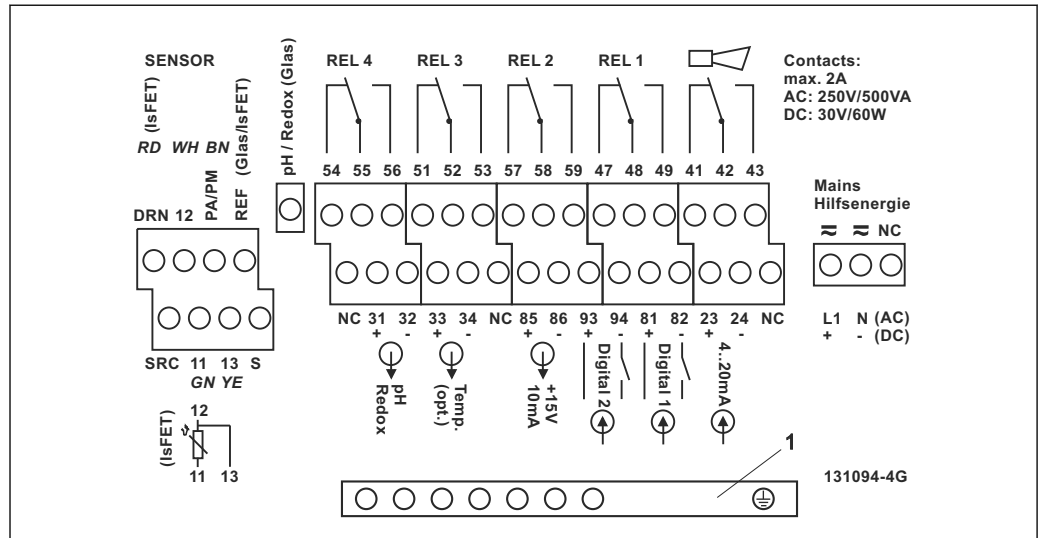 SENSOR
(IsFET)
RD WH BN
PA/PM
REF (Glas/IsFET)
DRN 12
pH / Redox (Glas)
REL 4 REL 3 REL 2 REL 1
54 55 56 51 52 53 57 58 59 47 48 49 41 42 43
Contacts:
max. 2A
AC: 250V/500VA
DC: 30V/60W
Mains
Hilfsenergie
≂ ≂ NC
L1 N (AC)
+ - (DC)
NC 31 32 33 34 NC 85 86 93 94 81 82 23 24 NC
+ - + - + - + - + - + -
SRC 11 13 S
GN YE
pH
Redox
Temp.
(opt.)
+15V
10mA
Digital 2
Digital 1
4..20mA
(IsFET)
12
11 13
1
131094-4G